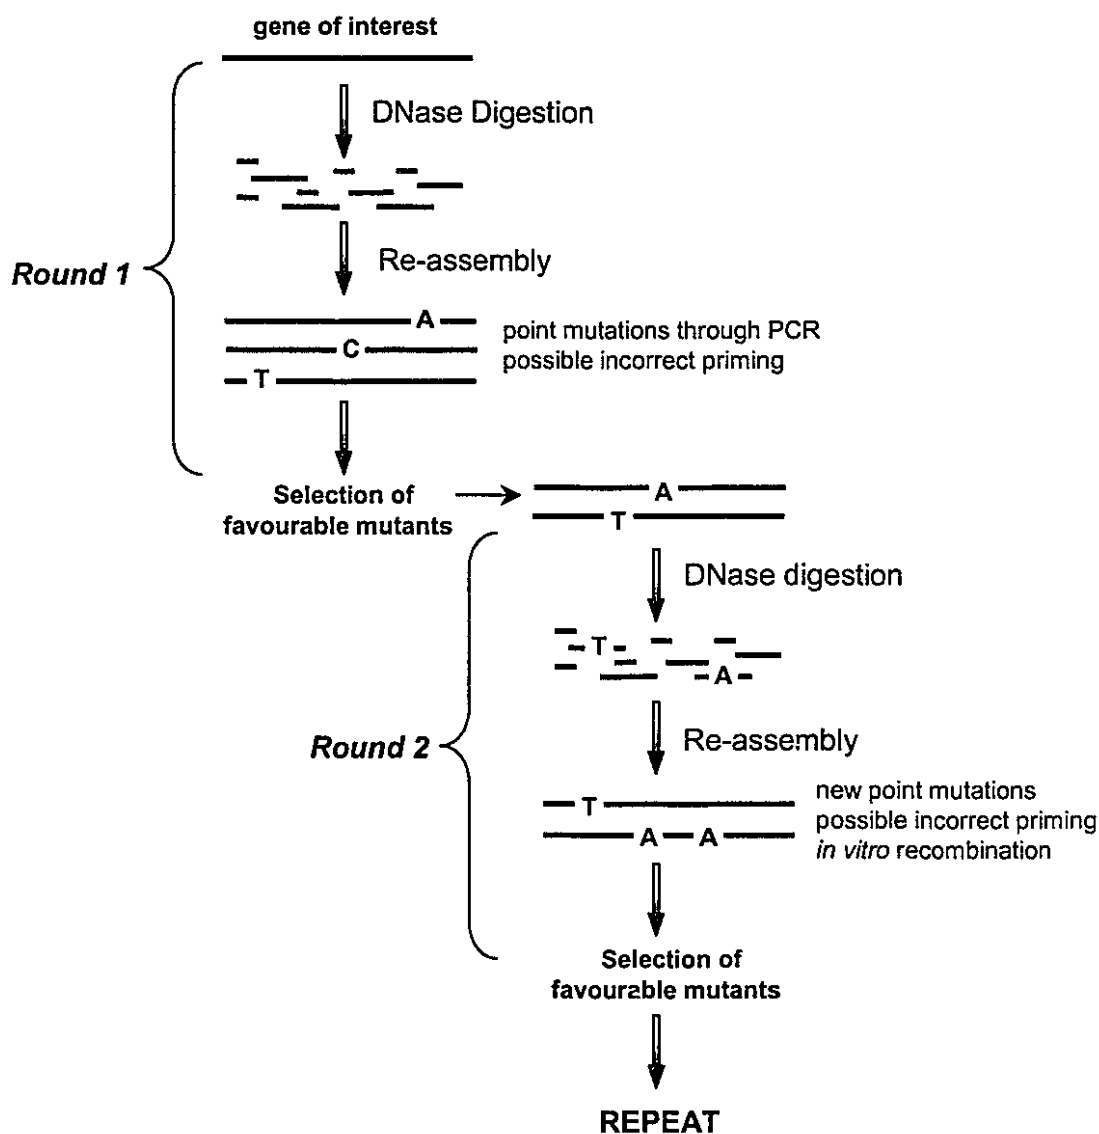 gene of interest
DNase Digestion
Re-assembly
Round 1
A
C
T
point mutations through PCR
possible incorrect priming
Selection of
favourable mutants
A
T
DNase digestion
T
A
Round 2
Re-assembly
T
A A
new point mutations
possible incorrect priming
in vitro recombination
Selection of
favourable mutants
REPEAT